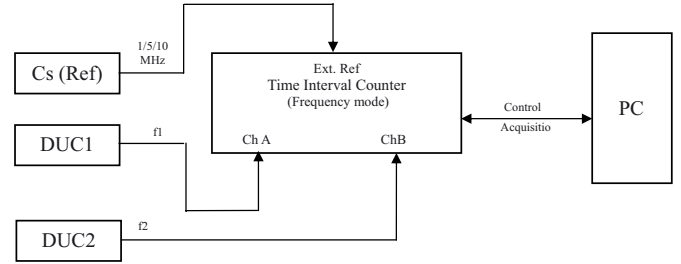 1/5/10
MHz
Cs (Ref)
Ext. Ref
Time Interval Counter
(Frequency mode)
Ch A
ChB
Control
Acquisitio
PC
DUC1
f1
DUC2
f2